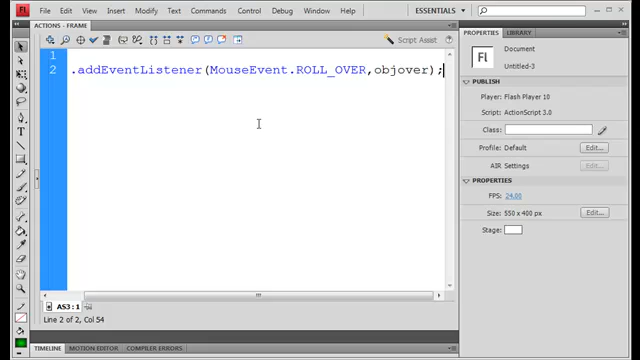 Fl
File
Edit
View
Insert
Modify
Text
Commands
Control
Debug
Window
Help
ESSENTIALS
ACTIONS - FRAME
Script Assist
1
2
.addEventListener(MouseEvent.ROLL_OVER,objover);
AS3 : 1
Line 2 of 2, Col 54
TIMELINE
MOTION EDITOR
COMPILER ERRORS
PROPERTIES
LIBRARY
Fl
Document
Untitled-3
PUBLISH
Player: Flash Player 10
Script: ActionScript 3.0
Class:
Profile: Default
Edit...
AIR Settings
Edit...
PROPERTIES
FPS: 24.00
Size: 550 x 400 px
Edit...
Stage: